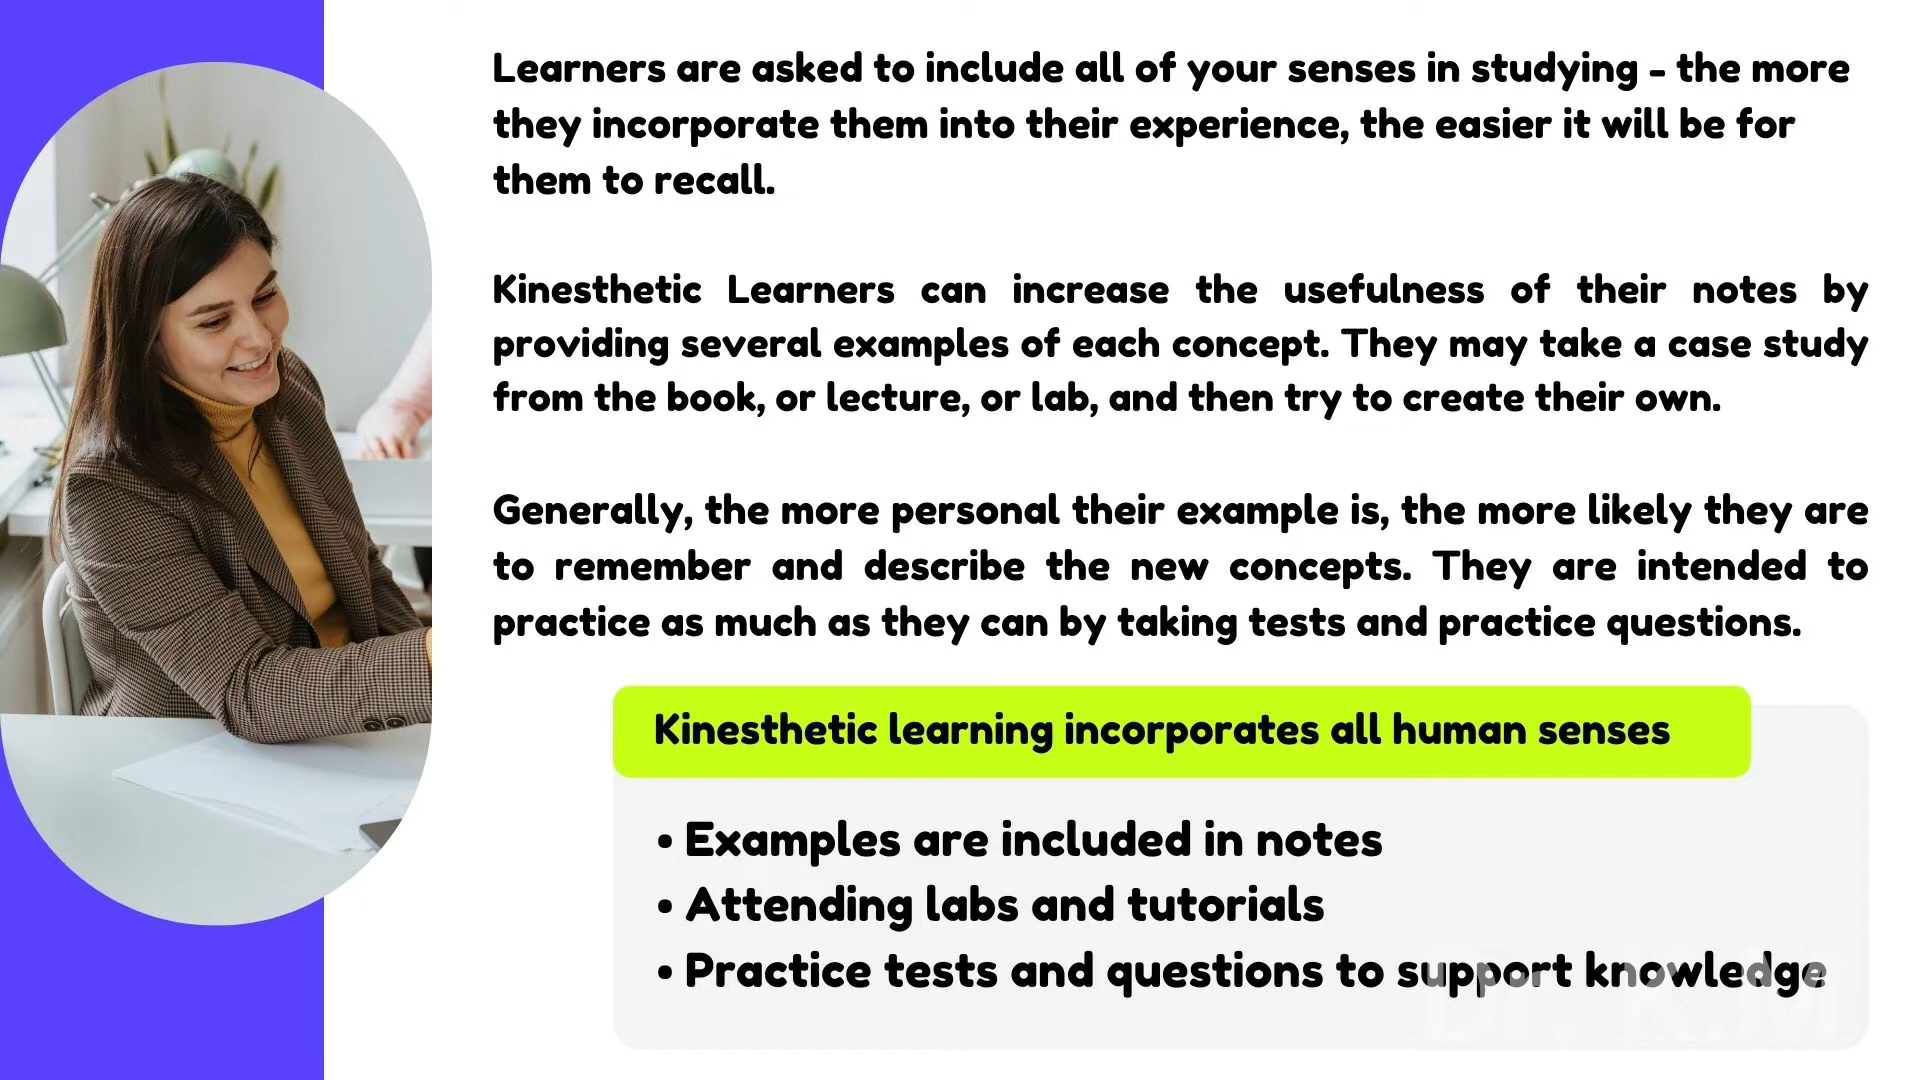 Learners are asked to include all of your senses in studying - the more
they incorporate them into their experience, the easier it will be for
them to recall.
Kinesthetic Learners can increase the usefulness of their notes by
providing several examples of each concept. They may take a case study
from the book, or lecture, or lab, and then try to create their own.
Generally, the more personal their example is, the more likely they are
to remember and describe the new concepts. They are intended to
practice as much as they can by taking tests and practice questions.
Kinesthetic learning incorporates all human senses
• Examples are included in notes
• Attending labs and tutorials
• Practice tests and questions to support knowledge
Dr. K.M